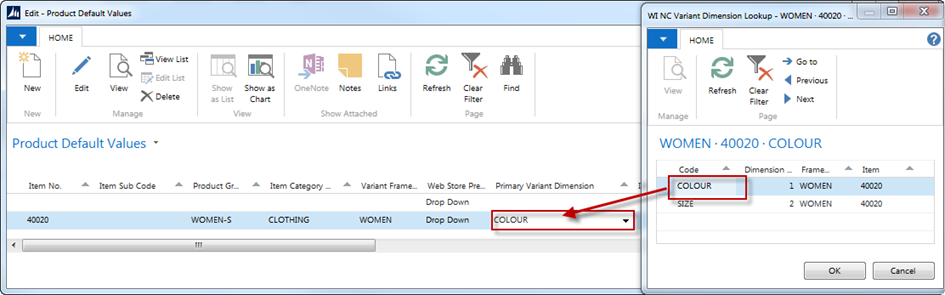 Edit - Product Default Values
HOME
New
Edit
View
View List
Edit List
Delete
Show as List
Show as Chart
OneNote
Notes
Links
Refresh
Clear Filter
Find
New
Manage
View
Show Attached
Page
Product Default Values
Item No. Item Sub Code Product Gr... Item Category ... Variant Frame... Web Store Pre... Primary Variant Dimension
Drop Down
40020 WOMEN-S CLOTHING WOMEN Drop Down COLOUR
WI NC Variant Dimension Lookup - WOMEN · 40020 · ...
HOME
View
Refresh
Clear Filter
Go to
Previous
Next
Manage
Page
WOMEN · 40020 · COLOUR
Code Dimension ... Frame... Item
COLOUR 1 WOMEN 40020
SIZE 2 WOMEN 40020
OK
Cancel